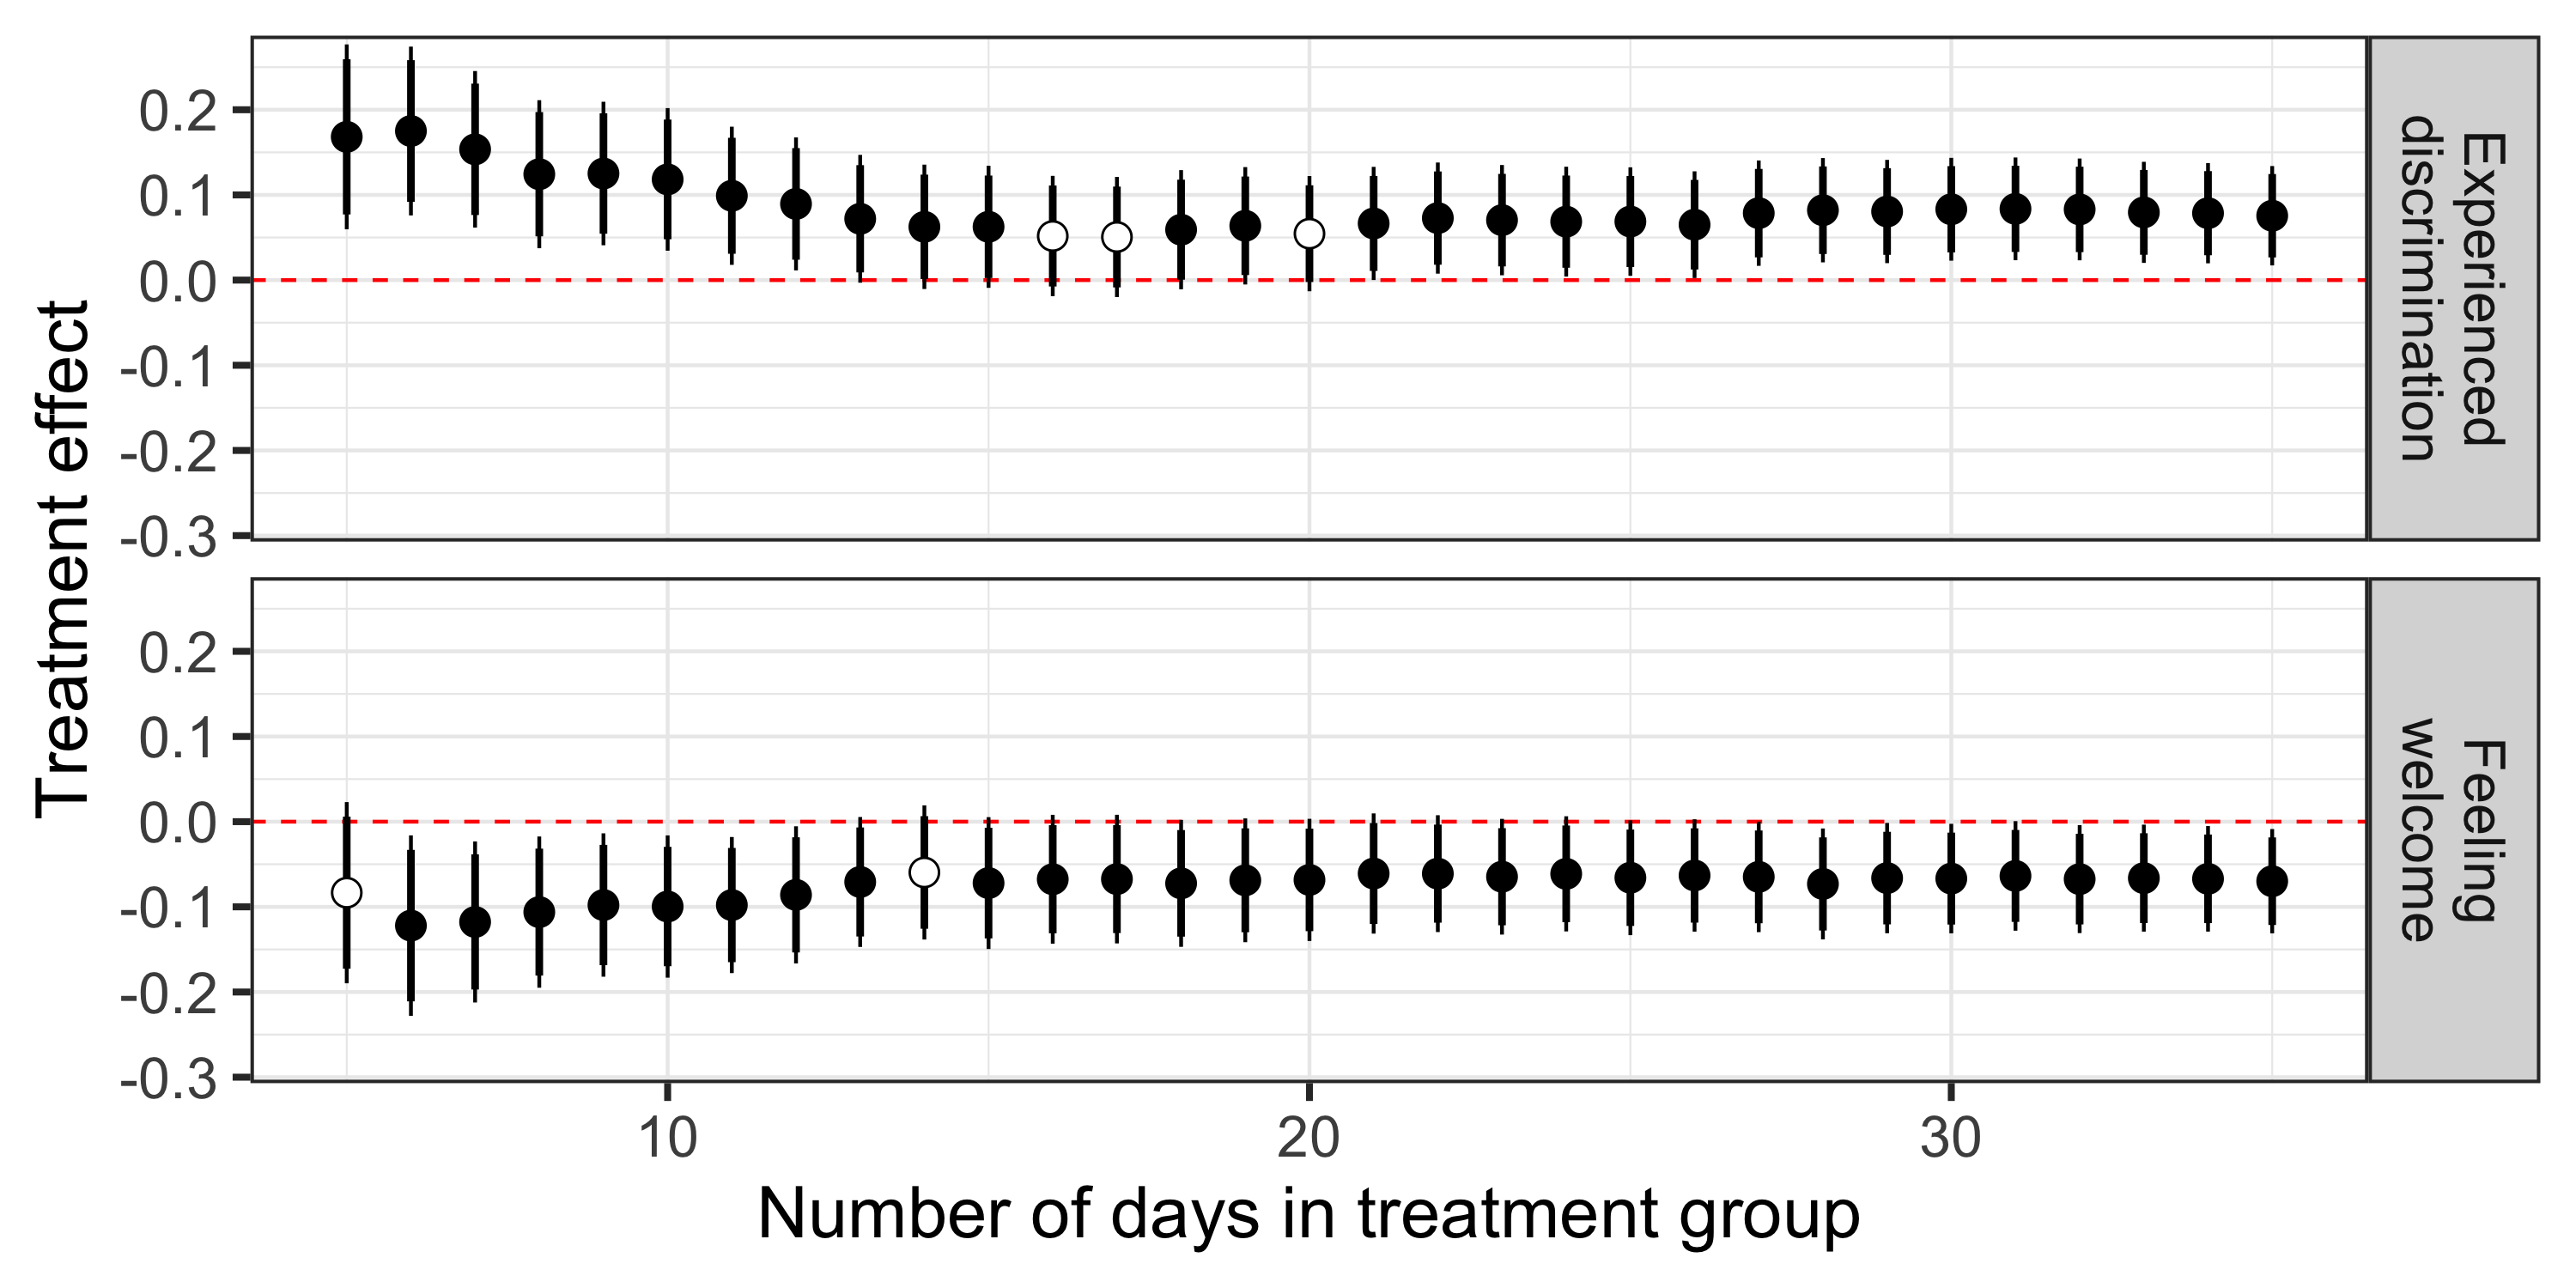 Treatment effect
0.2
0.1
0.0
-0.1
-0.2
-0.3
Experienced
discrimination
0.2
0.1
0.0
-0.1
-0.2
-0.3
Feeling
welcome
10 20 30
Number of days in treatment group